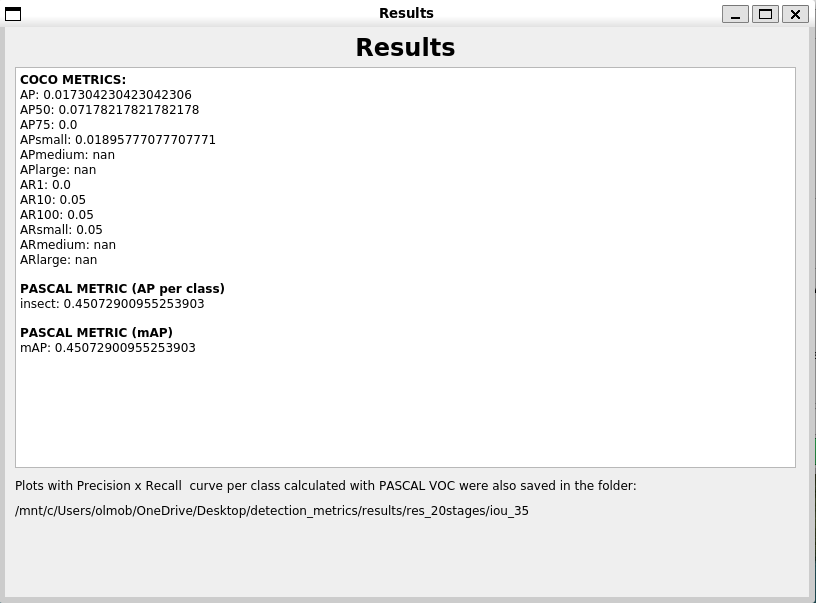 Results
Results
COCO METRICS:
AP: 0.017304230423042306
AP50: 0.07178217821782178
AP75: 0.0
APsmall: 0.01895777077707771
APmedium: nan
APlarge: nan
AR1: 0.0
AR10: 0.05
AR100: 0.05
ARsmall: 0.05
ARmedium: nan
ARlarge: nan
PASCAL METRIC (AP per class)
insect: 0.45072900955253903
PASCAL METRIC (mAP)
mAP: 0.45072900955253903
Plots with Precision x Recall  curve per class calculated with PASCAL VOC were also saved in the folder:
/mnt/c/Users/olmob/OneDrive/Desktop/detection_metrics/results/res_20stages/iou_35